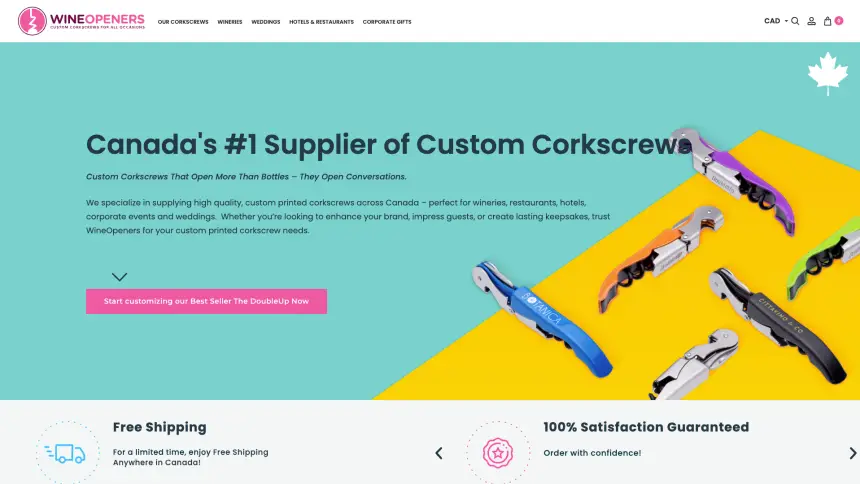 WINEOPENERS
CUSTOM CORKSCREWS FOR ALL OCCASIONS
OUR CORKSCREWS WINERIES WEDDINGS HOTELS & RESTAURANTS CORPORATE GIFTS
CAD
0
Canada's #1 Supplier of Custom Corkscrews
Custom Corkscrews That Open More Than Bottles – They Open Conversations.
We specialize in supplying high quality, custom printed corkscrews across Canada – perfect for wineries, restaurants, hotels,
corporate events and weddings. Whether you're looking to enhance your brand, impress guests, or create lasting keepsakes, trust
WineOpeners for your custom printed corkscrew needs.
Start customizing our Best Seller The DoubleUp Now
BOTANICA
CITTAVINO & CO
Free Shipping
For a limited time, enjoy Free Shipping
Anywhere in Canada!
100% Satisfaction Guaranteed
Order with confidence!